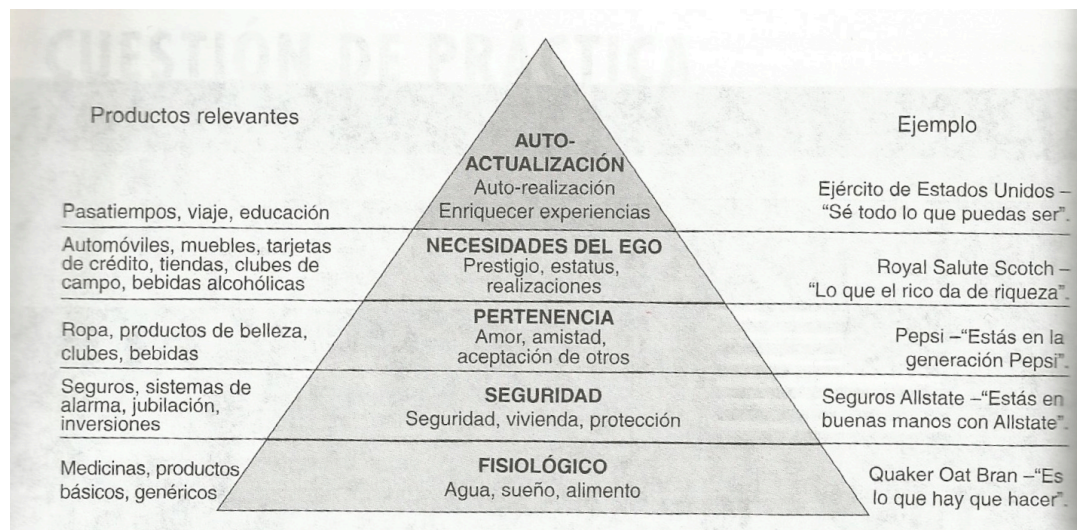 CUESTIÓN DE PRÁCTICA
Productos relevantes
Ejemplo
AUTO-
ACTUALIZACIÓN
Auto-realización
Enriquecer experiencias
Pasatiempos, viaje, educación
Ejército de Estados Unidos –
“Sé todo lo que puedas ser”.
Automóviles, muebles, tarjetas
de crédito, tiendas, clubes de
campo, bebidas alcohólicas
NECESIDADES DEL EGO
Prestigio, estatus,
realizaciones
Royal Salute Scotch –
“Lo que el rico da de riqueza”.
Ropa, productos de belleza,
clubes, bebidas
PERTENENCIA
Amor, amistad,
aceptación de otros
Pepsi –“Estás en la
generación Pepsi”.
Seguros, sistemas de
alarma, jubilación,
inversiones
SEGURIDAD
Seguridad, vivienda, protección
Seguros Allstate –“Estás en
buenas manos con Allstate”.
Medicinas, productos
básicos, genéricos
FISIOLÓGICO
Agua, sueño, alimento
Quaker Oat Bran –“Es
lo que hay que hacer”.